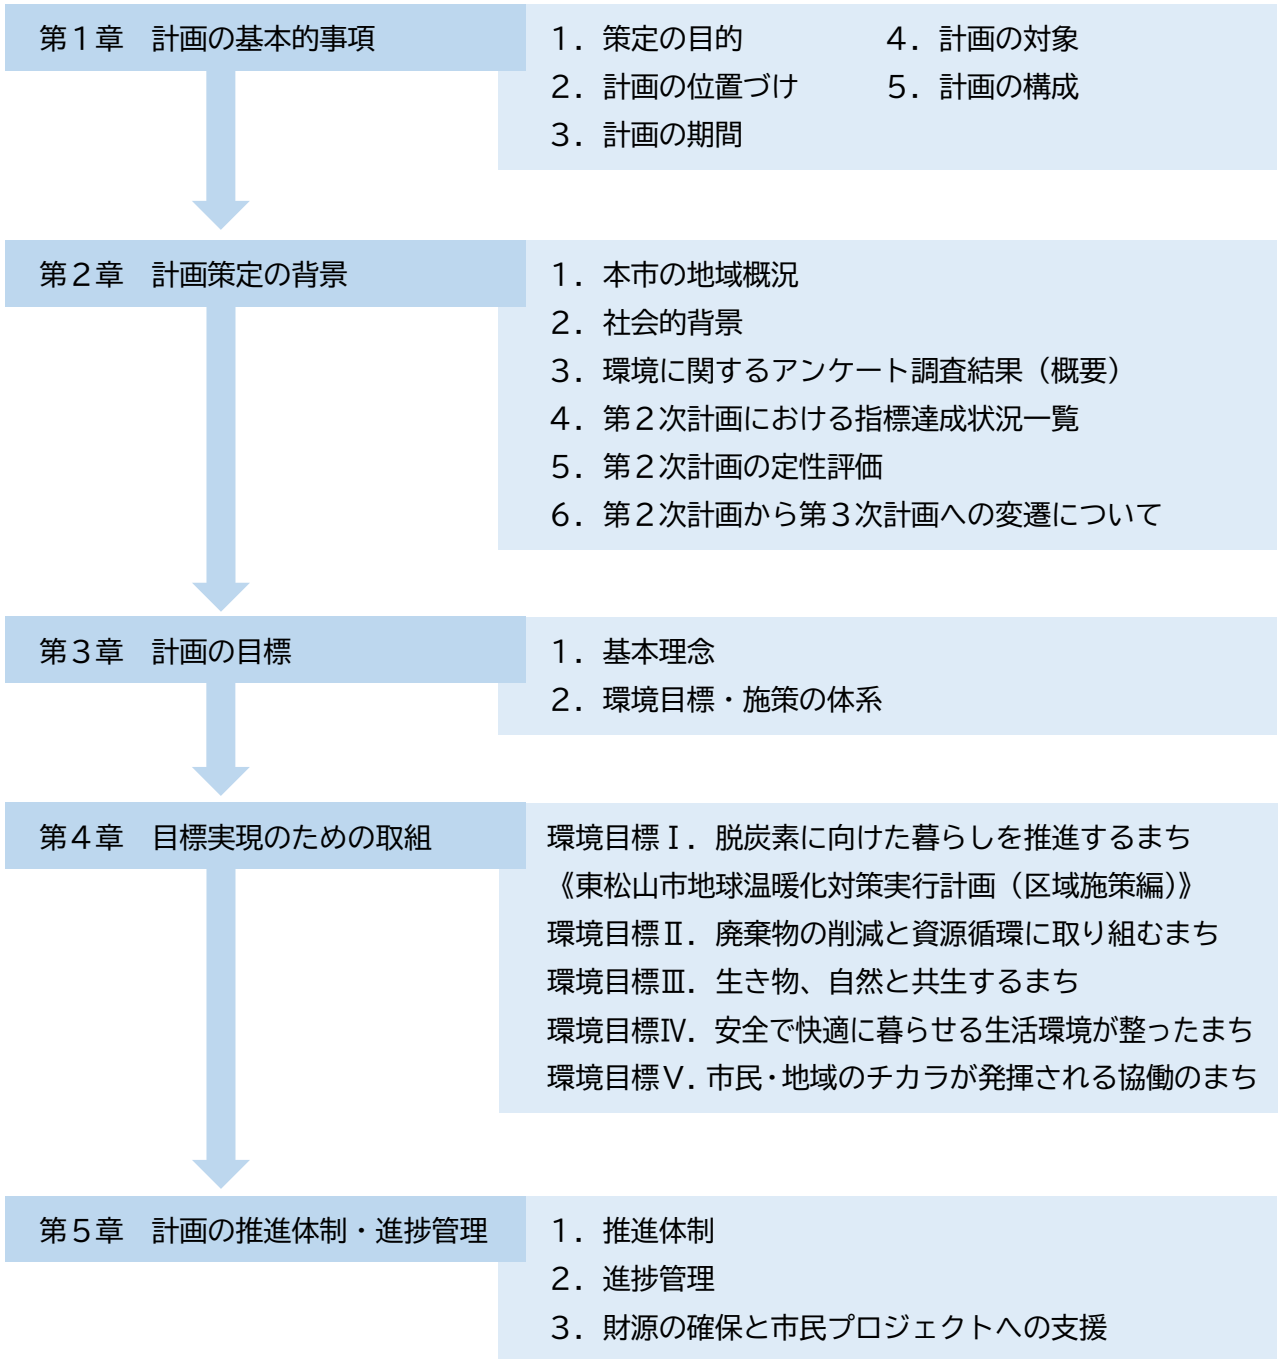 第１章　計画の基本的事項
１．策定の目的
２．計画の位置づけ
３．計画の期間
４．計画の対象
５．計画の構成
第２章　計画策定の背景
１．本市の地域概況
２．社会的背景
３．環境に関するアンケート調査結果（概要）
４．第２次計画における指標達成状況一覧
５．第２次計画の定性評価
６．第２次計画から第３次計画への変遷について
第３章　計画の目標
１．基本理念
２．環境目標・施策の体系
第４章　目標実現のための取組
環境目標Ⅰ．脱炭素に向けた暮らしを推進するまち
《東松山市地球温暖化対策実行計画（区域施策編）》
環境目標Ⅱ．廃棄物の削減と資源循環に取り組むまち
環境目標Ⅲ．生き物、自然と共生するまち
環境目標Ⅳ．安全で快適に暮らせる生活環境が整ったまち
環境目標Ⅴ．市民・地域のチカラが発揮される協働のまち
第５章　計画の推進体制・進捗管理
１．推進体制
２．進捗管理
３．財源の確保と市民プロジェクトへの支援